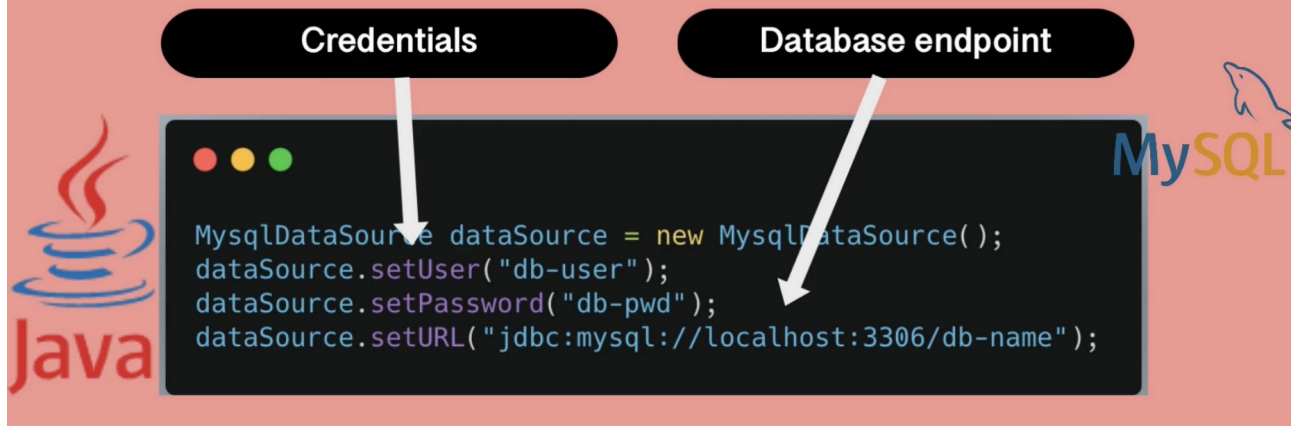 Credentials
Database endpoint
MySQL
Java
MysqlDataSource dataSource = new MysqlDataSource();
dataSource.setUser("db-user");
dataSource.setPassword("db-pwd");
dataSource.setURL("jdbc:mysql://localhost:3306/db-name");